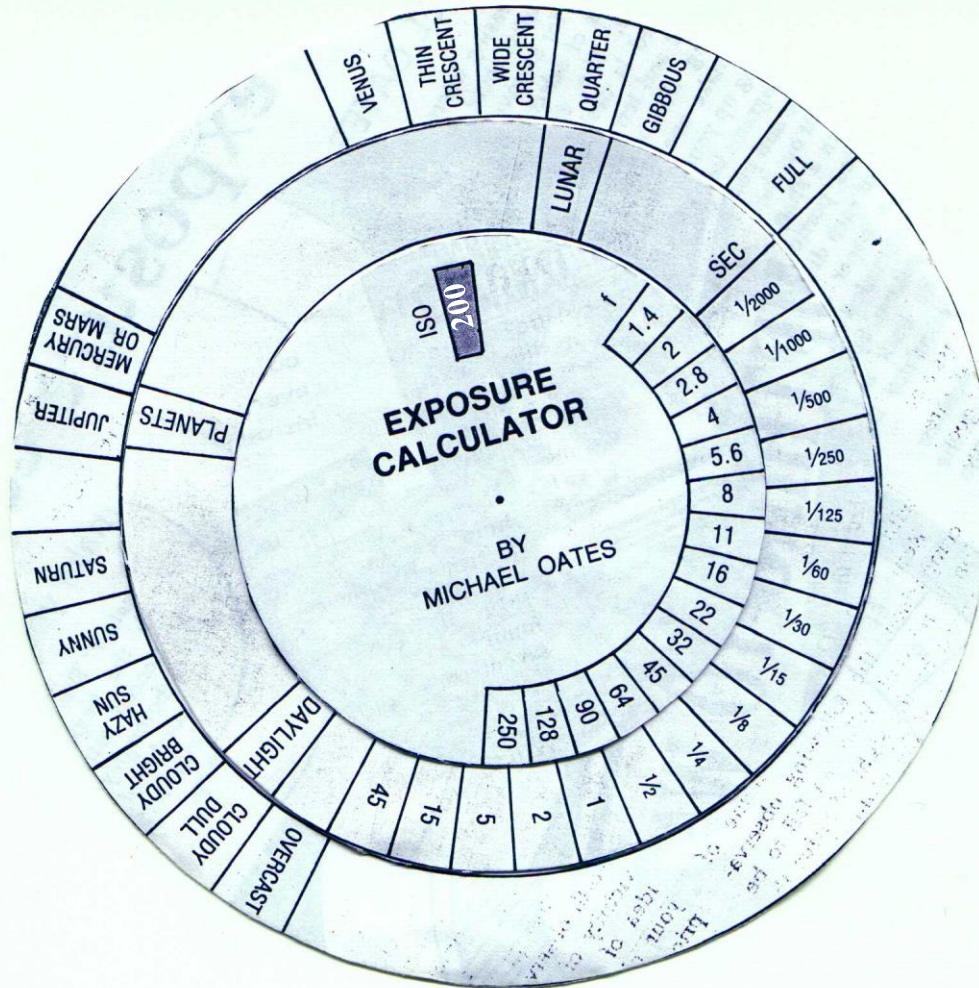 VENUS
THIN
CRESCENT
WIDE
CRESCENT
QUARTER
GIBBOUS
FULL
MERCURY
OR MARS
JUPITER
SATURN
SUNNY
HAZY
SUN
CLOUDY
BRIGHT
CLOUDY
DULL
OVERCAST
LUNAR
PLANETS
DAYLIGHT
SEC
1/2000
1/1000
1/500
1/250
1/125
1/60
1/30
1/15
1/8
1/4
1/2
1
2
5
15
45
f
1.4
2
2.8
4
5.6
8
11
16
22
32
45
64
90
128
250
ISO
200
EXPOSURE
CALCULATOR
BY
MICHAEL OATES